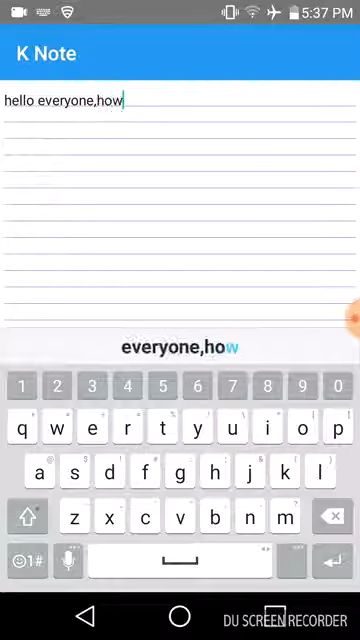 5:37 PM
K Note
hello everyone,how
everyone,how
1 2 3 4 5 6 7 8 9 0
q w e r t y u i o p
a s d f g h j k l
z x c v b n m
☺1#
DU SCREEN RECORDER